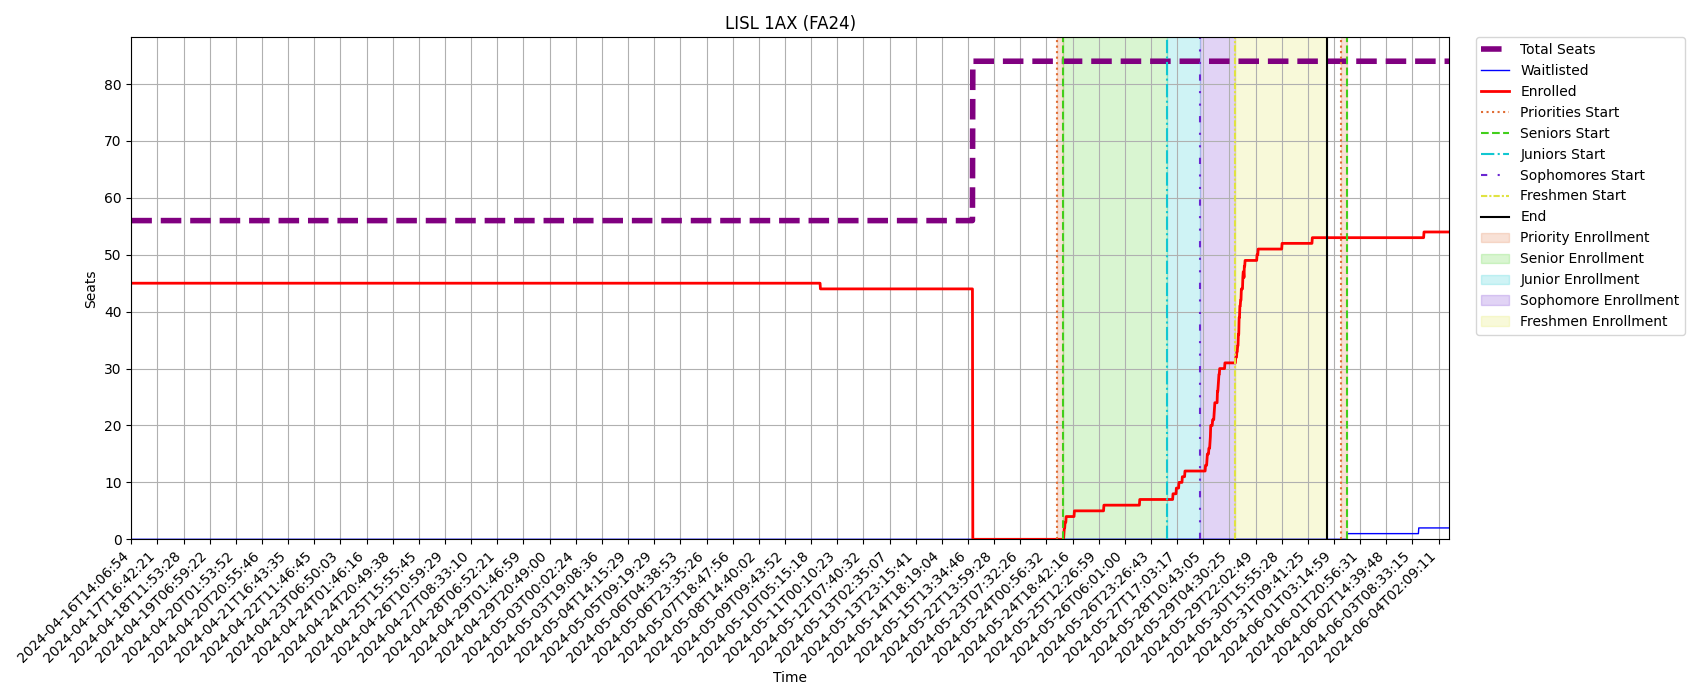 LISL 1AX (FA24)
Total Seats
Waitlisted
Enrolled
Priorities Start
Seniors Start
Juniors Start
Sophomores Start
Freshmen Start
End
Priority Enrollment
Senior Enrollment
Junior Enrollment
Sophomore Enrollment
Freshmen Enrollment
Seats
80
70
60
50
40
30
20
10
0
2024-04-16T14:06:54
2024-04-17T16:42:21
2024-04-18T11:53:28
2024-04-19T06:59:22
2024-04-20T01:53:52
2024-04-20T20:55:46
2024-04-21T16:43:35
2024-04-22T11:46:45
2024-04-23T06:50:03
2024-04-24T01:46:16
2024-04-24T20:49:38
2024-04-25T15:55:45
2024-04-26T10:59:29
2024-04-27T08:33:10
2024-04-28T06:52:21
2024-04-29T01:46:59
2024-04-29T20:49:00
2024-05-03T00:02:24
2024-05-03T19:08:36
2024-05-04T14:15:29
2024-05-05T09:19:29
2024-05-06T04:38:53
2024-05-06T23:35:26
2024-05-07T18:47:56
2024-05-08T14:40:02
2024-05-09T09:43:52
2024-05-10T05:15:18
2024-05-11T00:10:23
2024-05-12T07:40:32
2024-05-13T02:35:07
2024-05-13T23:15:41
2024-05-14T18:19:04
2024-05-15T13:34:46
2024-05-22T13:59:28
2024-05-23T07:32:26
2024-05-24T00:56:32
2024-05-24T18:42:16
2024-05-25T12:26:59
2024-05-26T06:01:00
2024-05-26T23:26:43
2024-05-27T17:03:17
2024-05-28T10:43:05
2024-05-29T04:30:25
2024-05-29T22:02:49
2024-05-30T15:55:28
2024-05-31T09:41:25
2024-06-01T03:14:59
2024-06-01T20:56:31
2024-06-02T14:39:48
2024-06-03T08:33:15
2024-06-04T02:09:11
Time